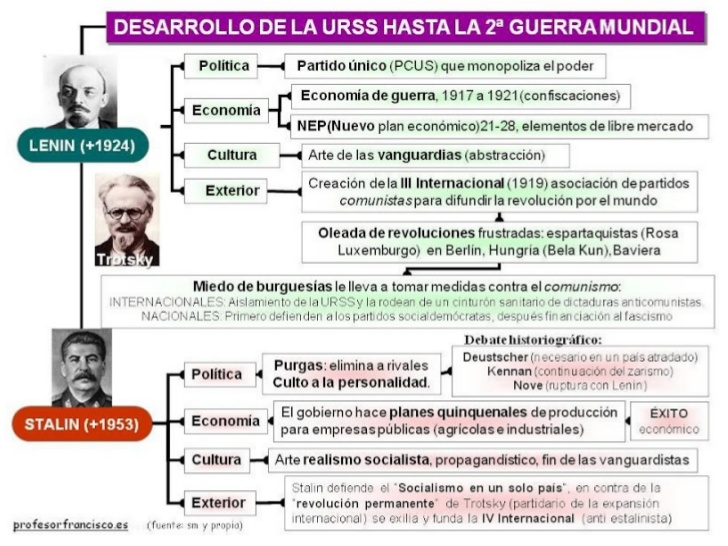 DESARROLLO DE LA URSS HASTA LA 2ª GUERRA MUNDIAL
LENIN (+1924)
Política
Partido único (PCUS) que monopoliza el poder
Economía
Economía de guerra, 1917 a 1921(confiscaciones)
NEP(Nuevo plan económico)21-28, elementos de libre mercado
Cultura
Arte de las vanguardias (abstracción)
Exterior
Creación de la III Internacional (1919) asociación de partidos
comunistas para difundir la revolución por el mundo
Trotsky
Oleada de revoluciones frustradas: espartaquistas (Rosa
Luxemburgo) en Berlín, Hungría (Bela Kun), Baviera
Miedo de burguesías le lleva a tomar medidas contra el comunismo:
INTERNACIONALES: Aislamiento de la URSS y la rodean de un cinturón sanitario de dictaduras anticomunistas.
NACIONALES: Primero defienden a los partidos socialdemócratas, después financiación al fascismo
STALIN (+1953)
Política
Purgas: elimina a rivales
Culto a la personalidad.
Debate historiográfico:
Deustscher (necesario en un país atradado)
Kennan (continuación del zarismo)
Nove (ruptura con Lenin)
Economía
El gobierno hace planes quinquenales de producción
para empresas públicas (agrícolas e industriales)
ÉXITO
económico
Cultura
Arte realismo socialista, propagandístico, fin de las vanguardistas
Exterior
Stalin defiende el "Socialismo en un solo país", en contra de la
"revolución permanente" de Trotsky (partidario de la expansión
internacional) se exilia y funda la IV Internacional (anti estalinista)
profesorfrancisco.es (fuente: sm y propia)